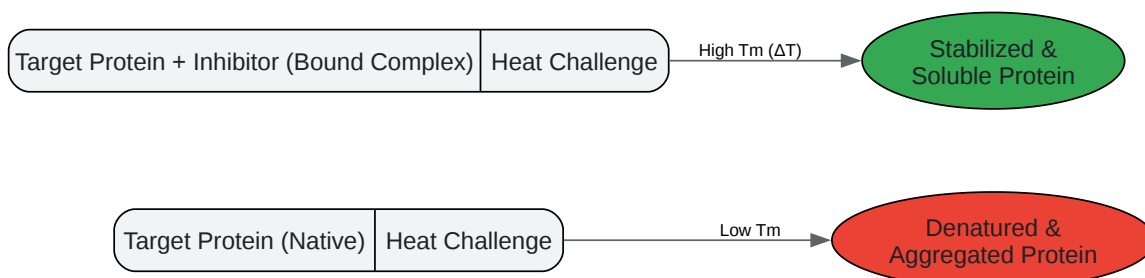 Target Protein + Inhibitor (Bound Complex) Heat Challenge High Tm (ΔT)
Stabilized &
Soluble Protein
Target Protein (Native) Heat Challenge Low Tm
Denatured &
Aggregated Protein